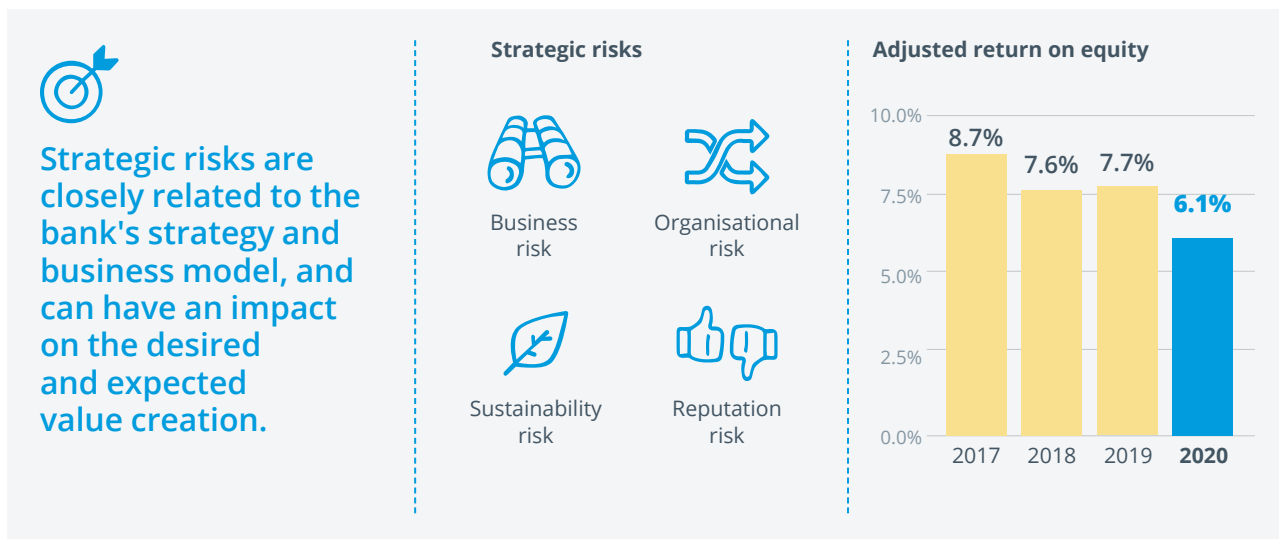 Strategic risks are
closely related to the
bank's strategy and
business model, and
can have an impact
on the desired
and expected
value creation.
Strategic risks
Business
risk
Organisational
risk
Sustainability
risk
Reputation
risk
Adjusted return on equity
10.0%
7.5%
5.0%
2.5%
0.0%
8.7%
7.6%
7.7%
6.1%
2017
2018
2019
2020